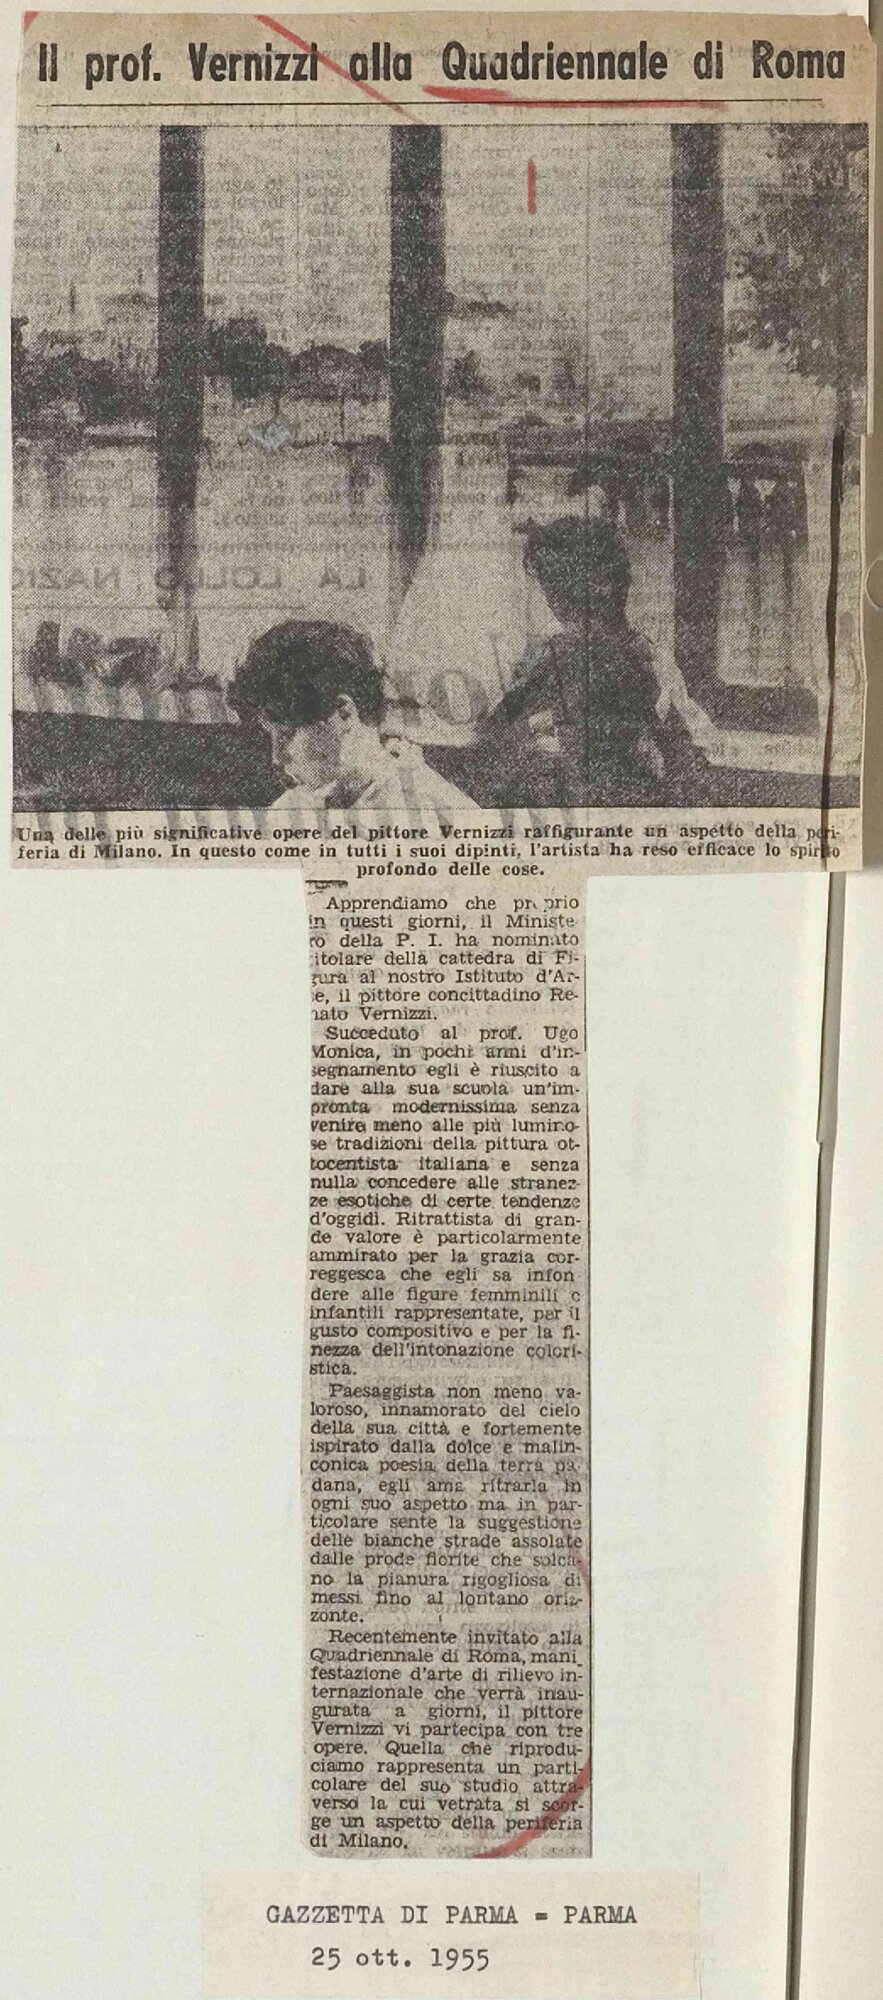 Il prof. Vernizzi alla Quadriennale di Roma
Una delle più significative opere del pittore Vernizzi raffigurante un aspetto della peri-
feria di Milano. In questo come in tutti i suoi dipinti, l'artista ha reso efficace lo spirito
profondo delle cose.
Apprendiamo che proprio
in questi giorni, il Ministe-
ro della P. I. ha nominato
titolare della cattedra di Fi-
gura al nostro Istituto d'Ar-
te, il pittore concittadino Re-
nato Vernizzi.
Succeduto al prof. Ugo
Monica, in pochi anni d'in-
segnamento egli è riuscito a
dare alla sua scuola un'im-
pronta modernissima senza
venire meno alle più lumino-
se tradizioni della pittura ot-
tocentista italiana e senza
nulla concedere alle stranez-
ze esotiche di certe tendenze
d'oggidì. Ritrattista di gran-
de valore è particolarmente
ammirato per la grazia cor-
reggesca che egli sa infon
dere alle figure femminili e
infantili rappresentate, per il
gusto compositivo e per la fi-
nezza dell'intonazione colori-
stica.
Paesaggista non meno va-
loroso, innamorato del cielo
della sua città e fortemente
ispirato dalla dolce e malin-
conica poesia della terra pa-
dana, egli ama ritrarla in
ogni suo aspetto ma in par-
ticolare sente la suggestione
delle bianche strade assolate
dalle prode fiorite che solca-
no la pianura rigogliosa di
messi fino al lontano oriz-
zonte.
Recentemente invitato alla
Quadriennale di Roma, mani
festazione d'arte di rilievo in-
ternazionale che verrà inau-
gurata a giorni, il pittore
Vernizzi vi partecipa con tre
opere. Quella che riprodu-
ciamo rappresenta un parti-
colare del suo studio attra-
verso la cui vetrata si scor-
ge un aspetto della periferia
di Milano.
GAZZETTA DI PARMA = PARMA
25 ott. 1955